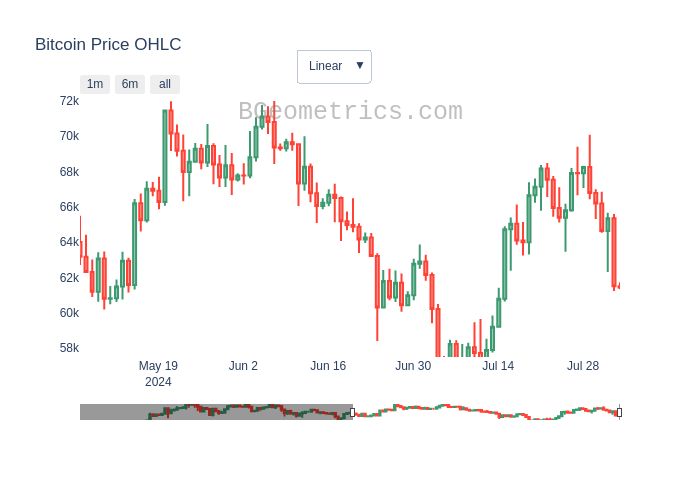 Bitcoin Price OHLC
Linear ▼
1m 6m all
BGeometrics.com
72k
70k
68k
66k
64k
62k
60k
58k
May 19 Jun 2 Jun 16 Jun 30 Jul 14 Jul 28
2024